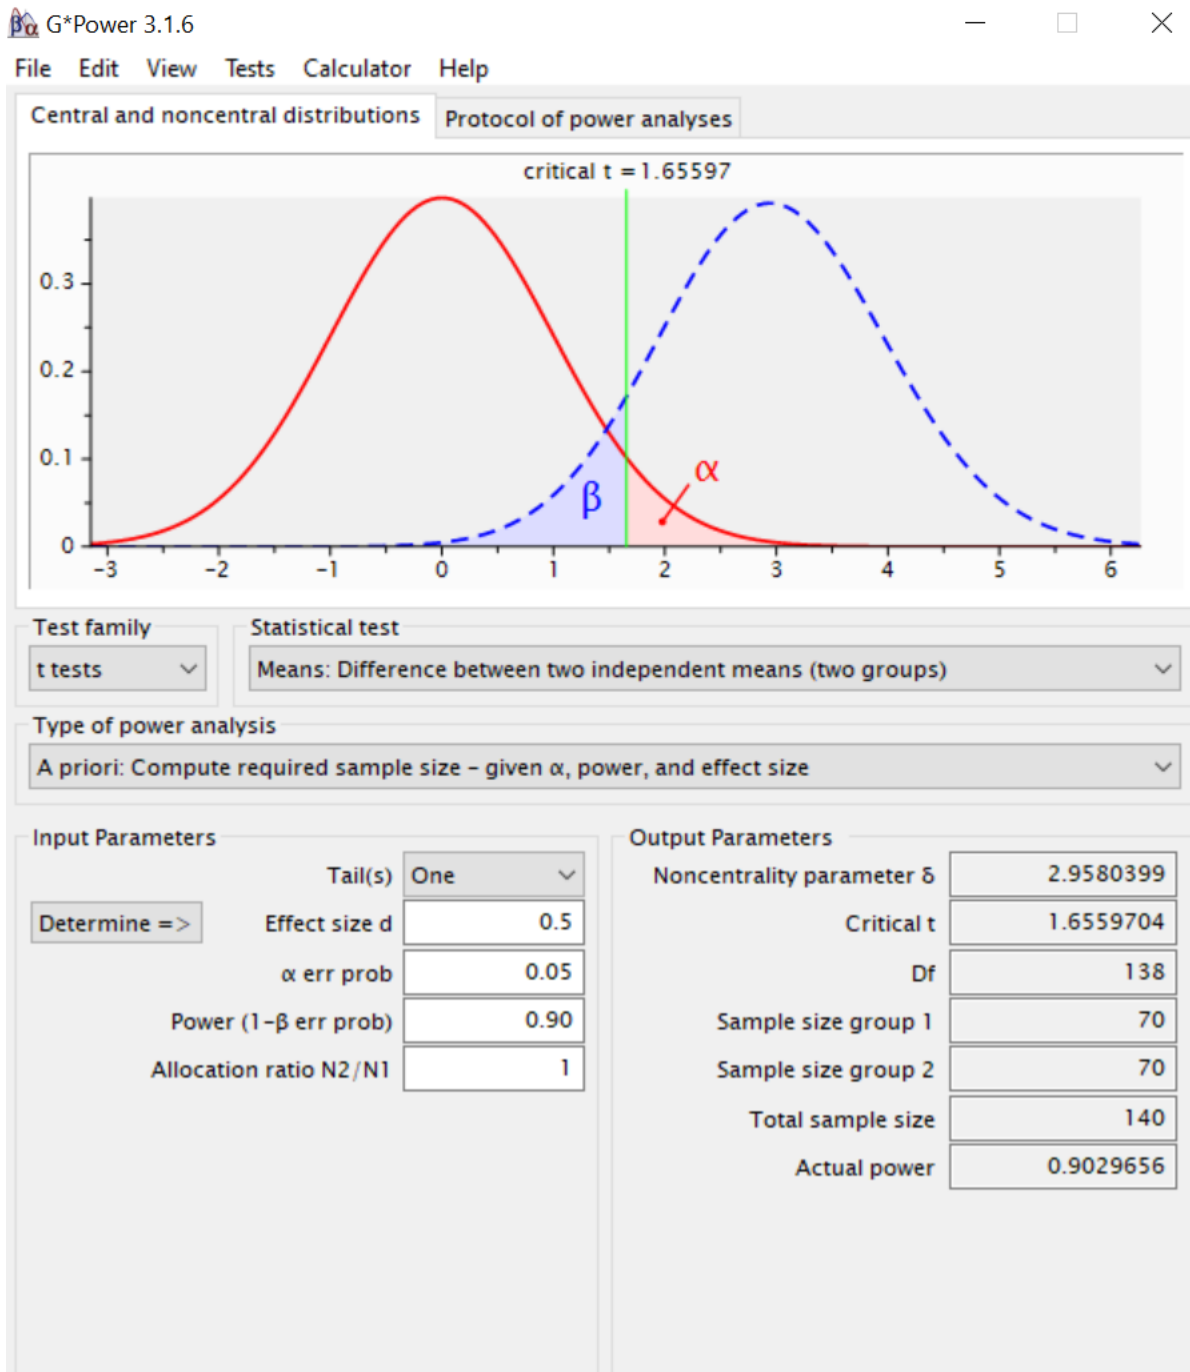 G*Power 3.1.6
File Edit View Tests Calculator Help
Central and noncentral distributions Protocol of power analyses
critical t = 1.65597
0.3
0.2
0.1
0
β
α
-3 -2 -1 0 1 2 3 4 5 6
Test family Statistical test
t tests Means: Difference between two independent means (two groups)
Type of power analysis
A priori: Compute required sample size – given α, power, and effect size
Input Parameters Output Parameters
Tail(s) One Noncentrality parameter δ 2.9580399
Determine => Effect size d 0.5 Critical t 1.6559704
α err prob 0.05 Df 138
Power (1-β err prob) 0.90 Sample size group 1 70
Allocation ratio N2/N1 1 Sample size group 2 70
Total sample size 140
Actual power 0.9029656